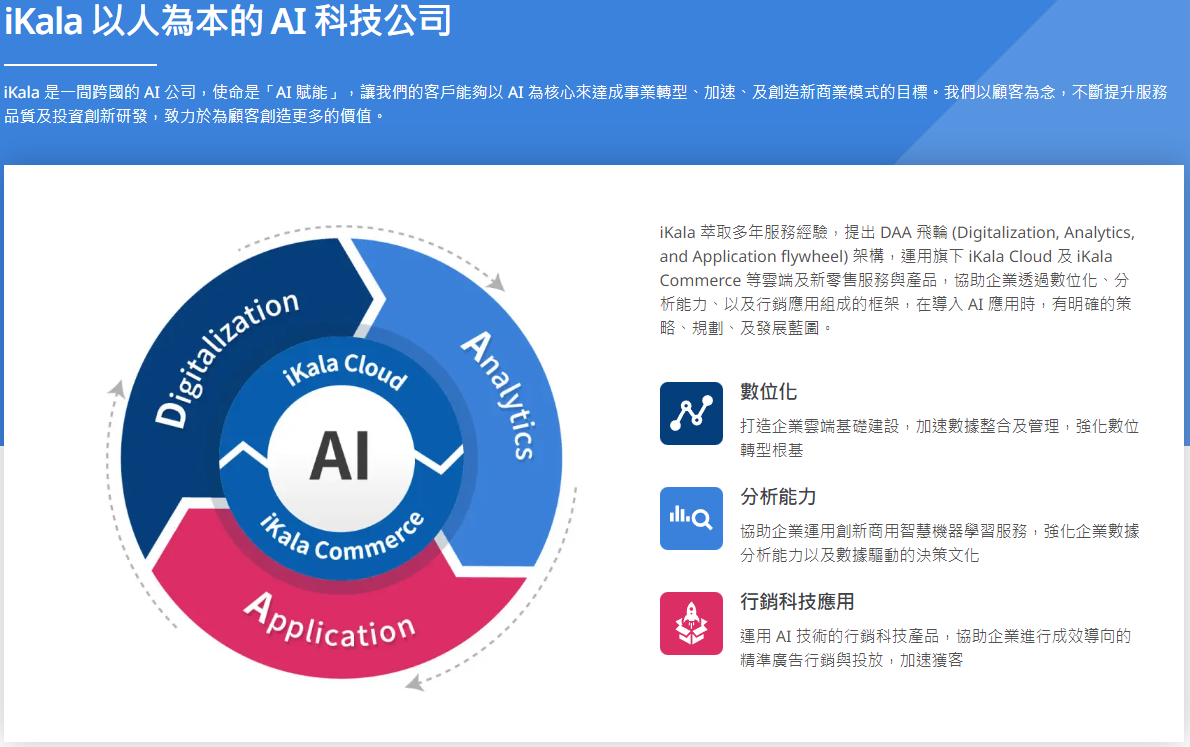 iKala 以人為本的 AI 科技公司
iKala 是一間跨國的 AI 公司，使命是「AI 賦能」，讓我們的客戶能夠以 AI 為核心來達成事業轉型、加速、及創造新商業模式的目標。我們以顧客為念，不斷提升服務
品質及投資創新研發，致力於為顧客創造更多的價值。
Digitalization
Analytics
iKala Cloud
AI
iKala Commerce
Application
iKala 萃取多年服務經驗，提出 DAA 飛輪 (Digitalization, Analytics,
and Application flywheel) 架構，運用旗下 iKala Cloud 及 iKala
Commerce 等雲端及新零售服務與產品，協助企業透過數位化、分
析能力、以及行銷應用組成的框架，在導入 AI 應用時，有明確的策
略、規劃、及發展藍圖。
數位化
打造企業雲端基礎建設，加速數據整合及管理，強化數位
轉型根基
分析能力
協助企業運用創新商用智慧機器學習服務，強化企業數據
分析能力以及數據驅動的決策文化
行銷科技應用
運用 AI 技術的行銷科技產品，協助企業進行成效導向的
精準廣告行銷與投放，加速獲客